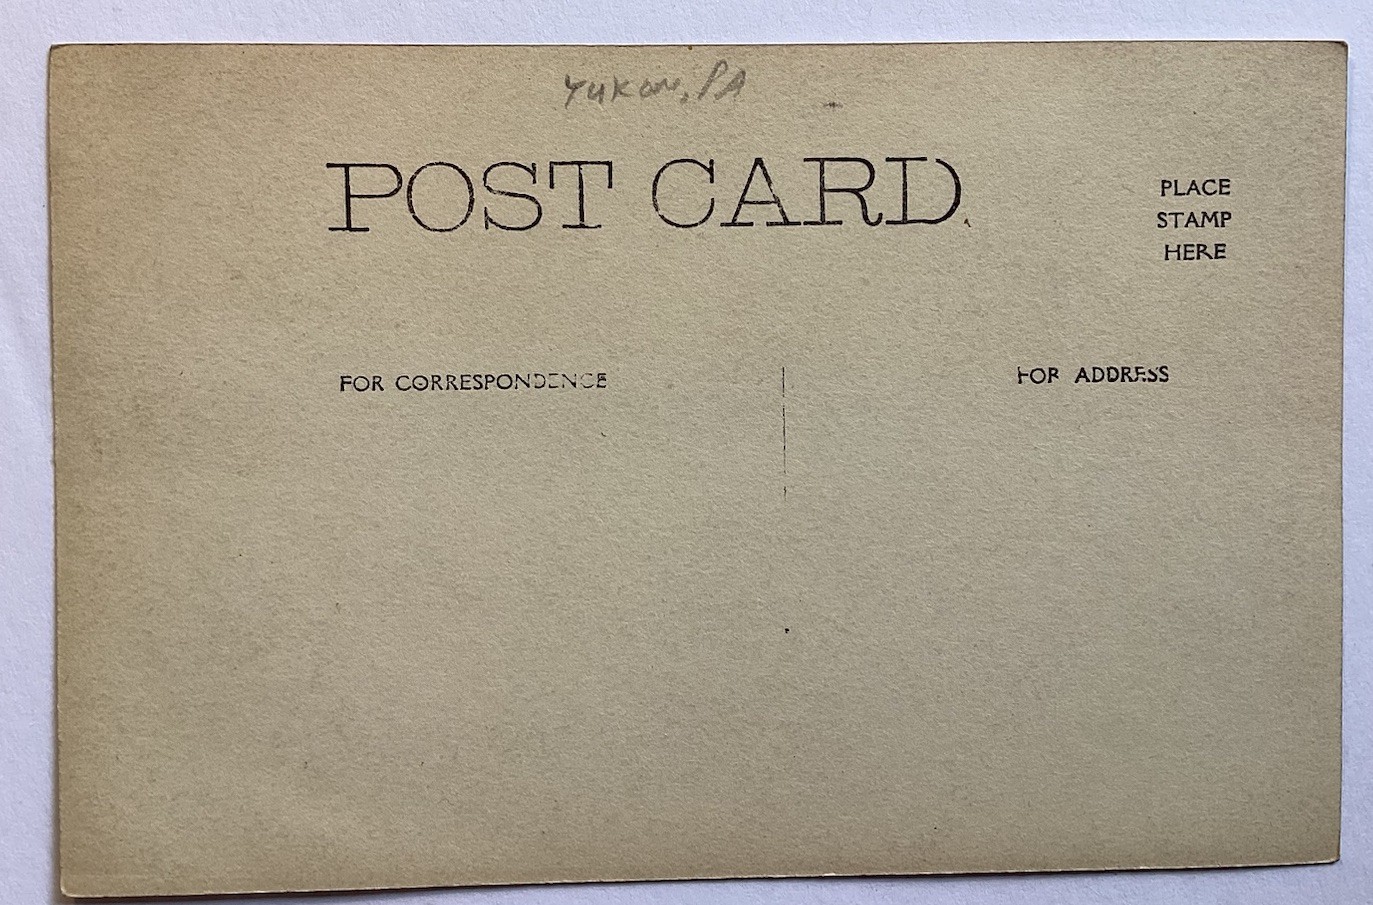 Yukon, PA
POST CARD.
PLACE
STAMP
HERE
FOR CORRESPONDENCE
FOR ADDRESS